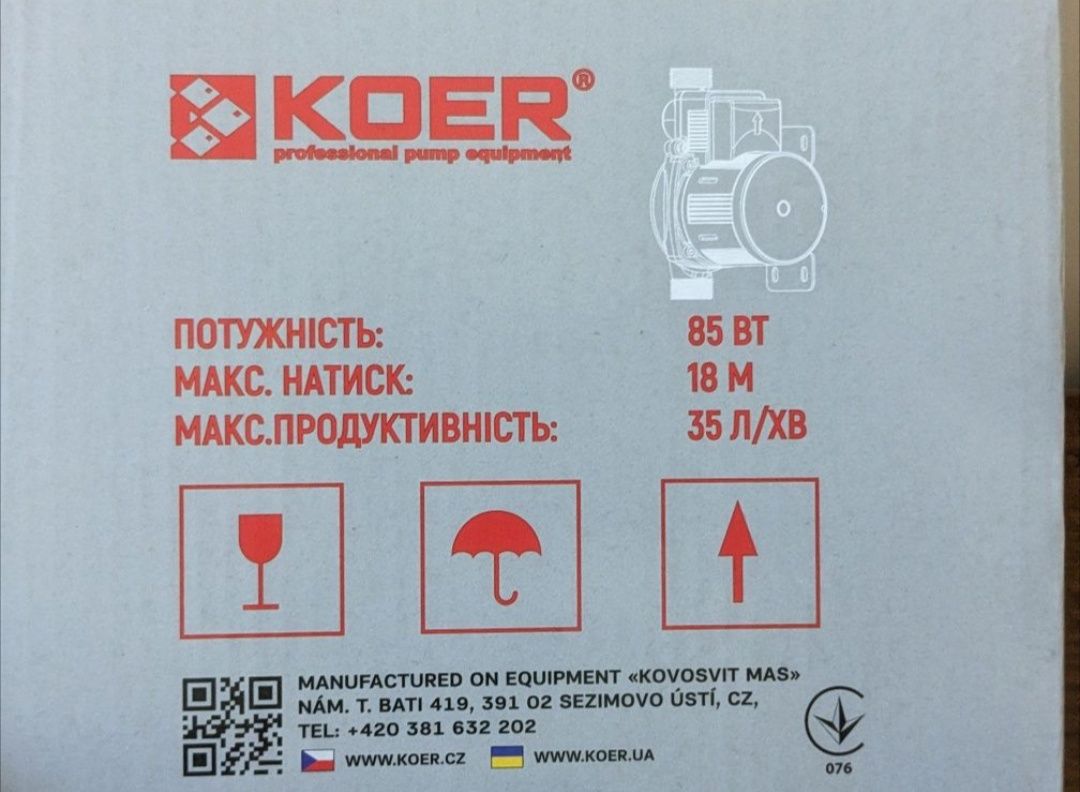 KOER®
professional pump equipment
ПОТУЖНІСТЬ: 85 ВТ
МАКС. НАТИСК: 18 М
МАКС.ПРОДУКТИВНІСТЬ: 35 Л/ХВ
MANUFACTURED ON EQUIPMENT «KOVOSVIT MAS»
NÁM. T. BATI 419, 391 02 SEZIMOVO ÚSTÍ, CZ,
TEL: +420 381 632 202
WWW.KOER.CZ WWW.KOER.UA
076